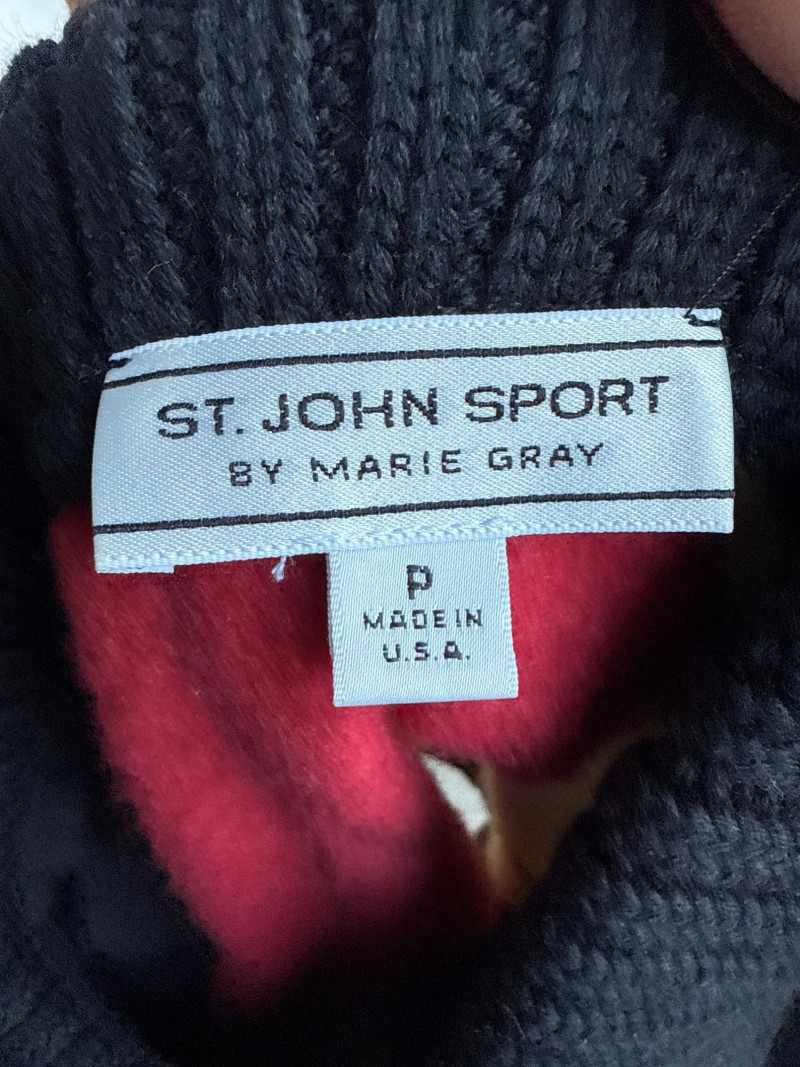 ST. JOHN SPORT
BY MARIE GRAY
P
MADE IN
U.S.A.